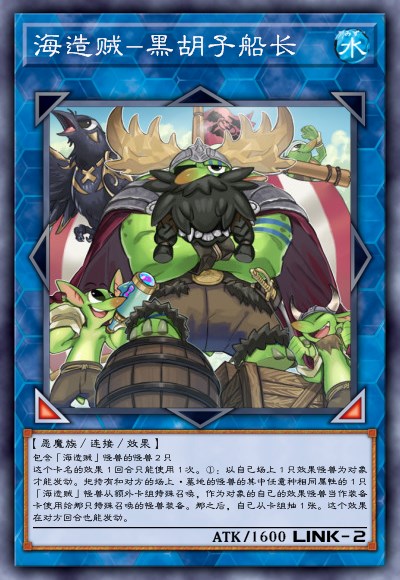 海造贼-黑胡子船长
水
【恶魔族/连接/效果】
包含「海造贼」怪兽的怪兽２只
这个卡名的效果１回合只能使用１次。①：以自己场上１只效果怪兽为对象
才能发动。把持有和对方的场上·墓地的怪兽的其中任意种相同属性的１只
「海造贼」怪兽从额外卡组特殊召唤，作为对象的自己的效果怪兽当作装备
卡使用给那只特殊召唤的怪兽装备。那之后，自己从卡组抽１张。这个效果
在对方回合也能发动。
ATK/1600 LINK-2